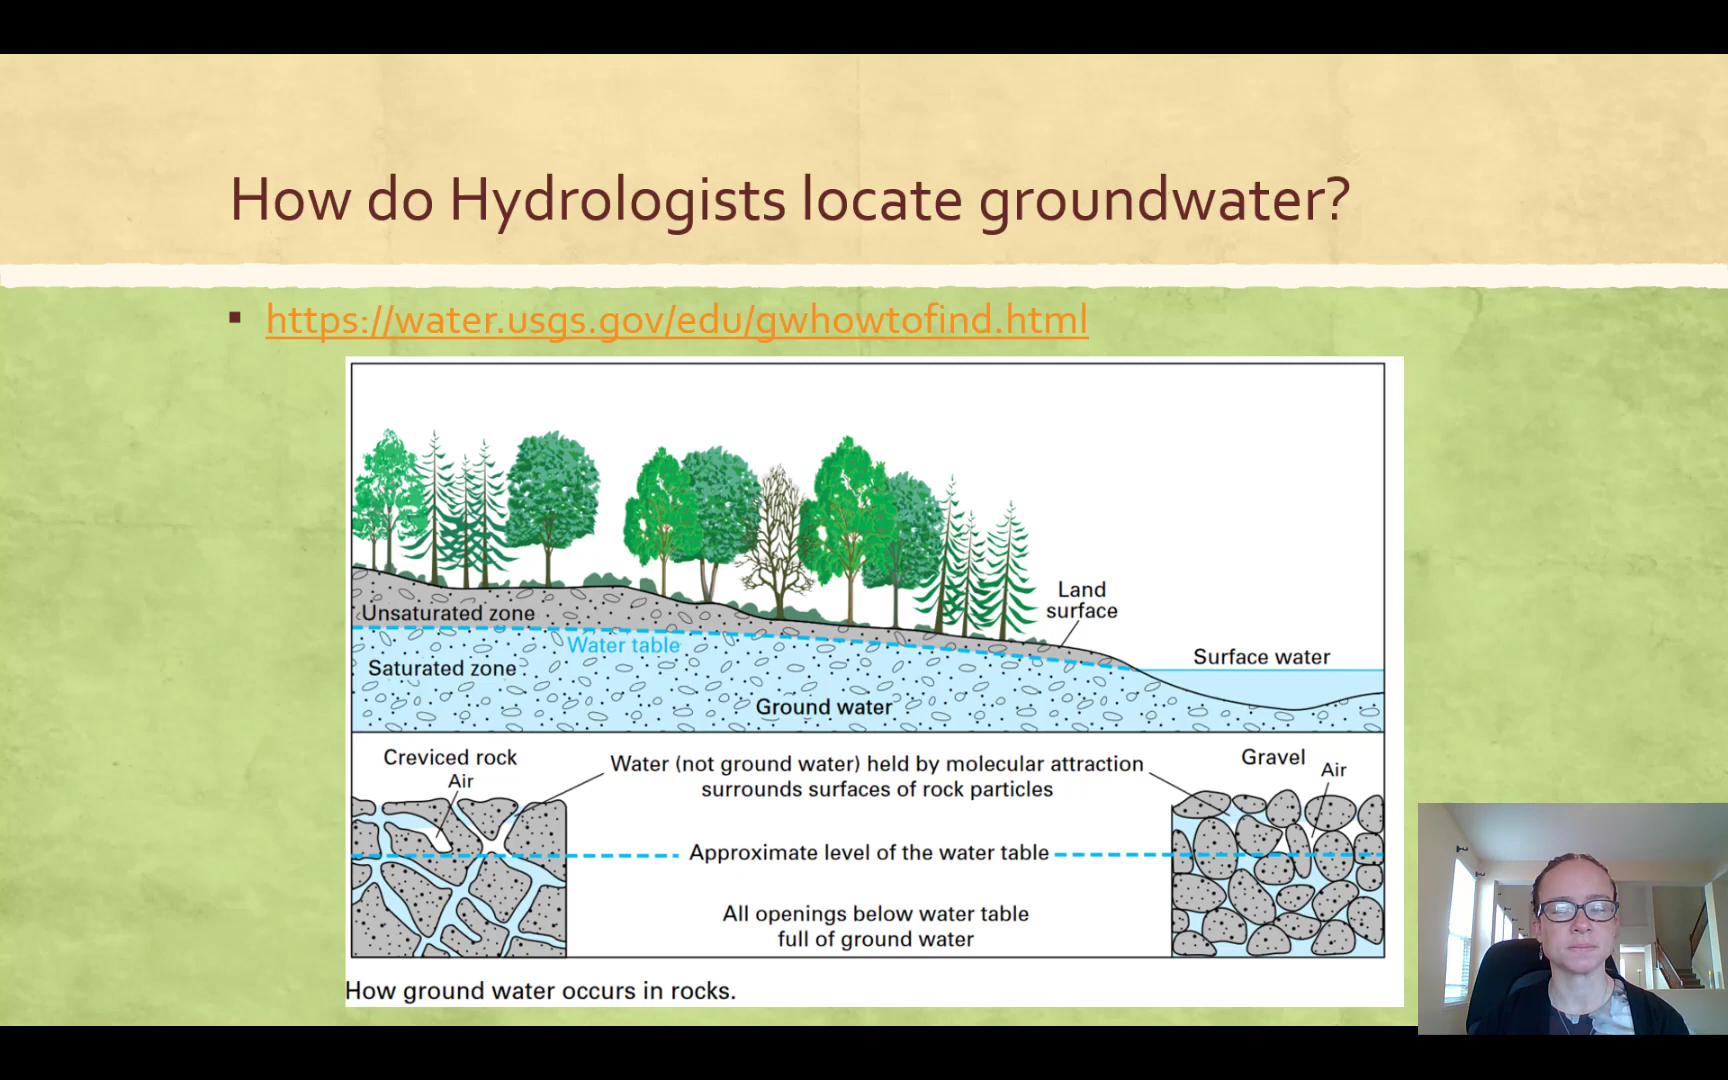 How do Hydrologists locate groundwater?
https://water.usgs.gov/edu/gwhowtofind.html
Land
surface
Unsaturated zone
Water table
Surface water
Saturated zone
Ground water
Creviced rock
Air
Water (not ground water) held by molecular attraction
surrounds surfaces of rock particles
Gravel
Air
Approximate level of the water table
All openings below water table
full of ground water
How ground water occurs in rocks.